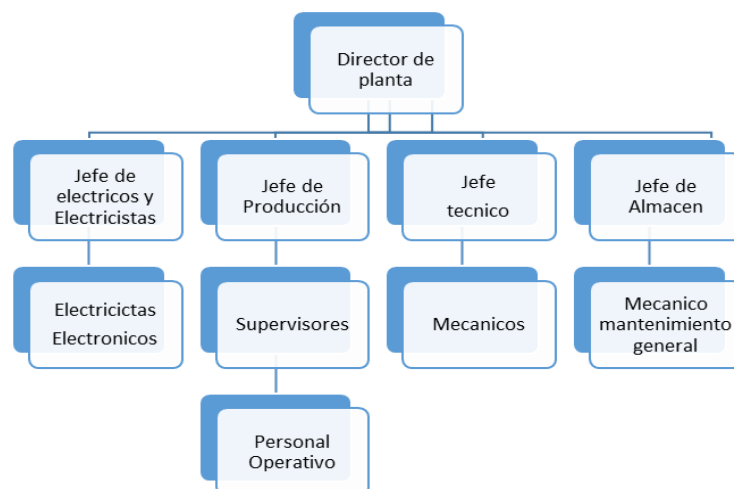 Director de
planta
Jefe de
electricos y
Electricistas
Jefe de
Producción
Jefe
tecnico
Jefe de
Almacen
Electricictas
Electronicos
Supervisores
Mecanicos
Mecanico
mantenimiento
general
Personal
Operativo